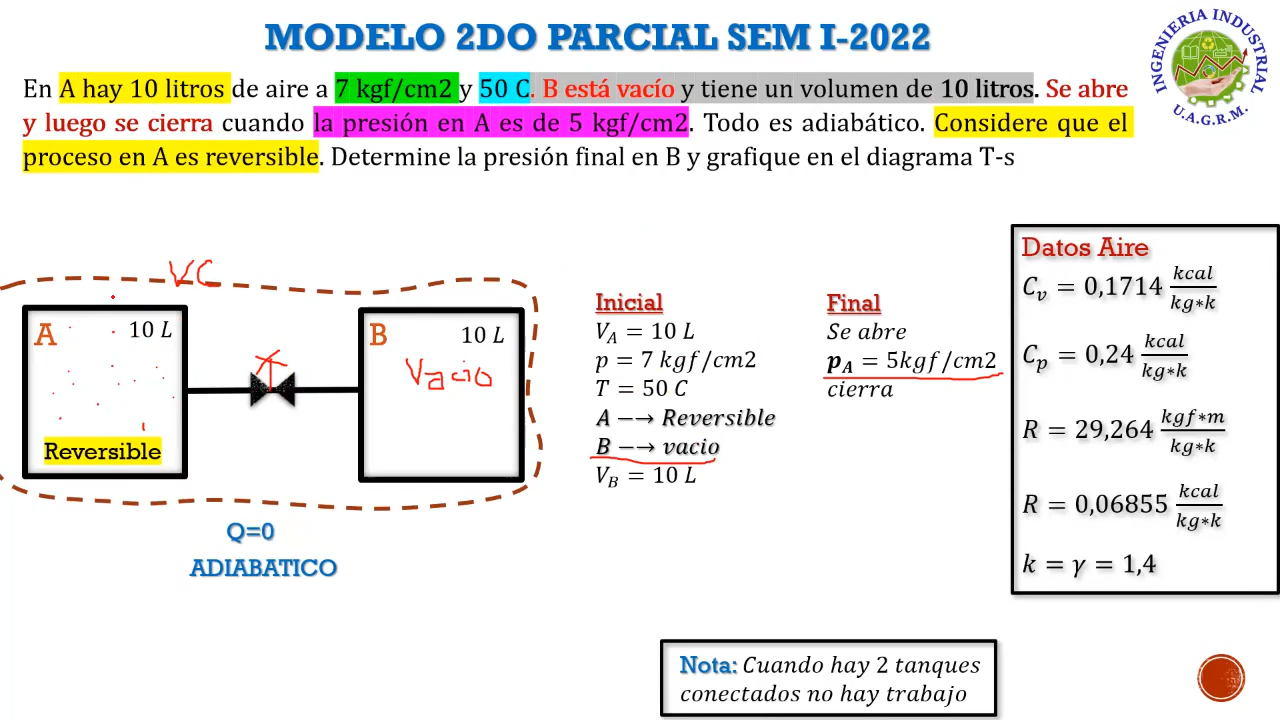 MODELO 2DO PARCIAL SEM I-2022
INGENIERIA INDUSTRIAL
U.A.G.R.M.
En A hay 10 litros de aire a 7 kgf/cm2 y 50 C. B está vacío y tiene un volumen de 10 litros. Se abre
y luego se cierra cuando la presión en A es de 5 kgf/cm2. Todo es adiabático. Considere que el
proceso en A es reversible. Determine la presión final en B y grafique en el diagrama T-s
VC
A 10 L
Reversible
B 10 L
Vacio
Q=0
ADIABATICO
Inicial
V_A = 10 L
p = 7 kgf/cm2
T = 50 C
A −→ Reversible
B −→ vacio
V_B = 10 L
Final
Se abre
p_A = 5kgf/cm2
cierra
Datos Aire
C_v = 0,1714 kcal/kg∗k
C_p = 0,24 kcal/kg∗k
R = 29,264 kgf∗m/kg∗k
R = 0,06855 kcal/kg∗k
k = γ = 1,4
Nota: Cuando hay 2 tanques
conectados no hay trabajo